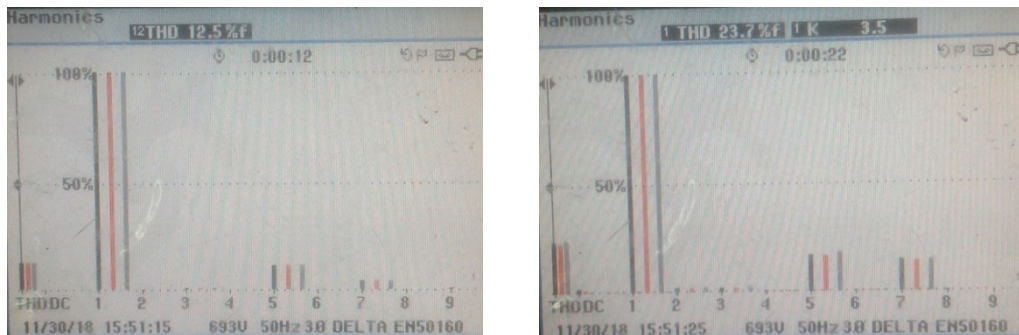 Harmonics
12 THD 12.5%f
0:00:12
100%
50%
THD DC 1 2 3 4 5 6 7 8 9
11/30/18 15:51:15 693V 50Hz 3Ø DELTA EN50160
Harmonics
1 THD 23.7%f 1 K 3.5
0:00:22
100%
50%
THD DC 1 2 3 4 5 6 7 8 9
11/30/18 15:51:25 693V 50Hz 3Ø DELTA EN50160